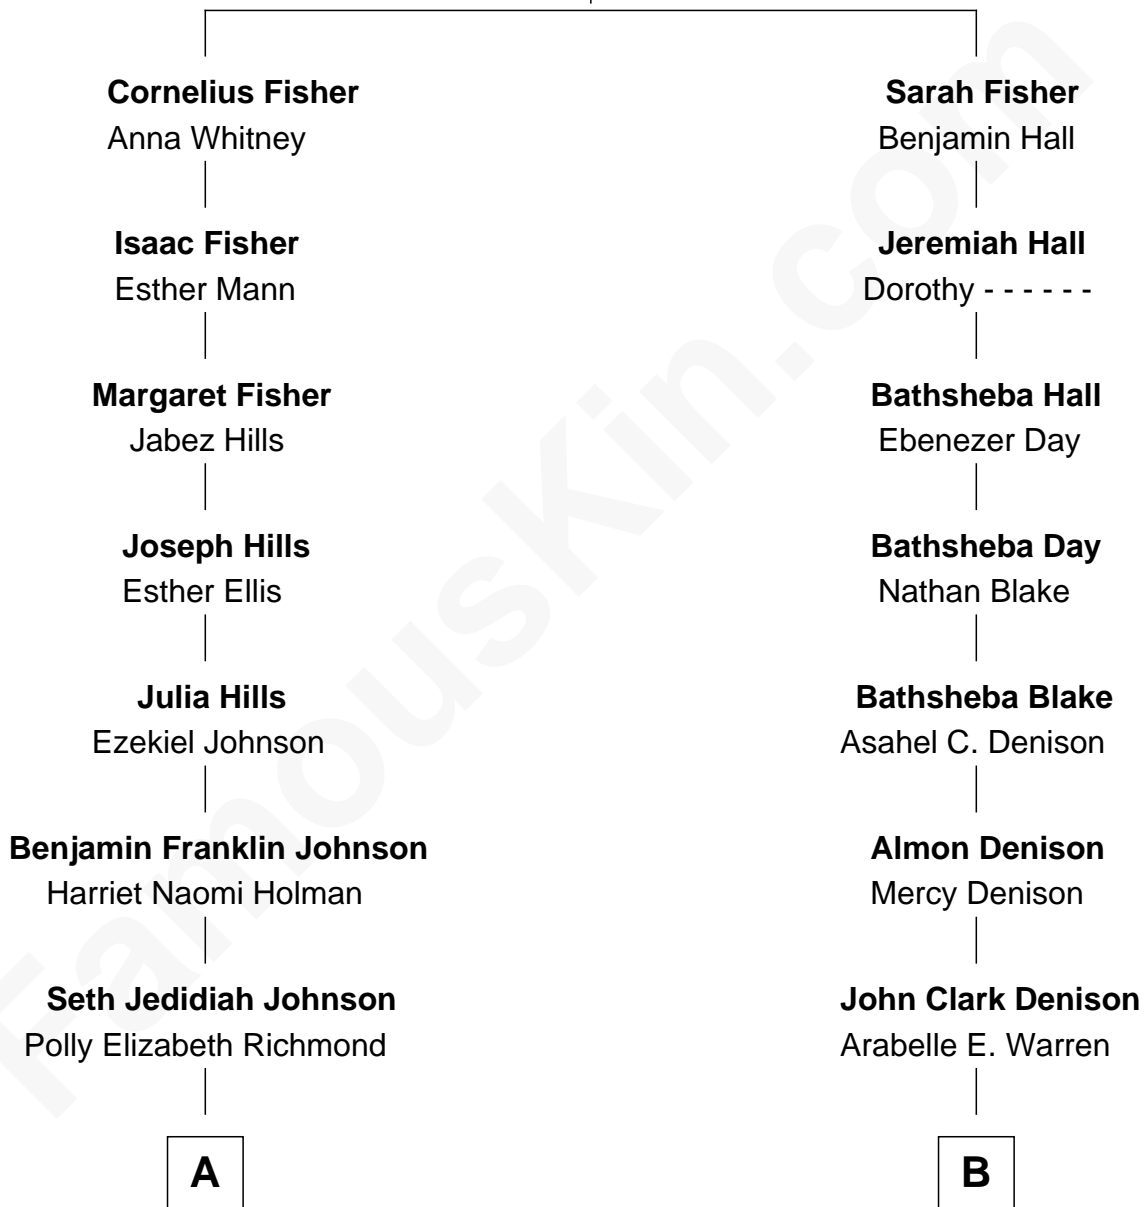 Cornelius Fisher
Anna Whitney
Isaac Fisher
Esther Mann
Margaret Fisher
Jabez Hills
Joseph Hills
Esther Ellis
Julia Hills
Ezekiel Johnson
Benjamin Franklin Johnson
Harriet Naomi Holman
Seth Jedidiah Johnson
Polly Elizabeth Richmond
A
Sarah Fisher
Benjamin Hall
Jeremiah Hall
Dorothy - - - - - -
Bathsheba Hall
Ebenezer Day
Bathsheba Day
Nathan Blake
Bathsheba Blake
Asahel C. Denison
Almon Denison
Mercy Denison
John Clark Denison
Arabelle E. Warren
B
FamousKin.com